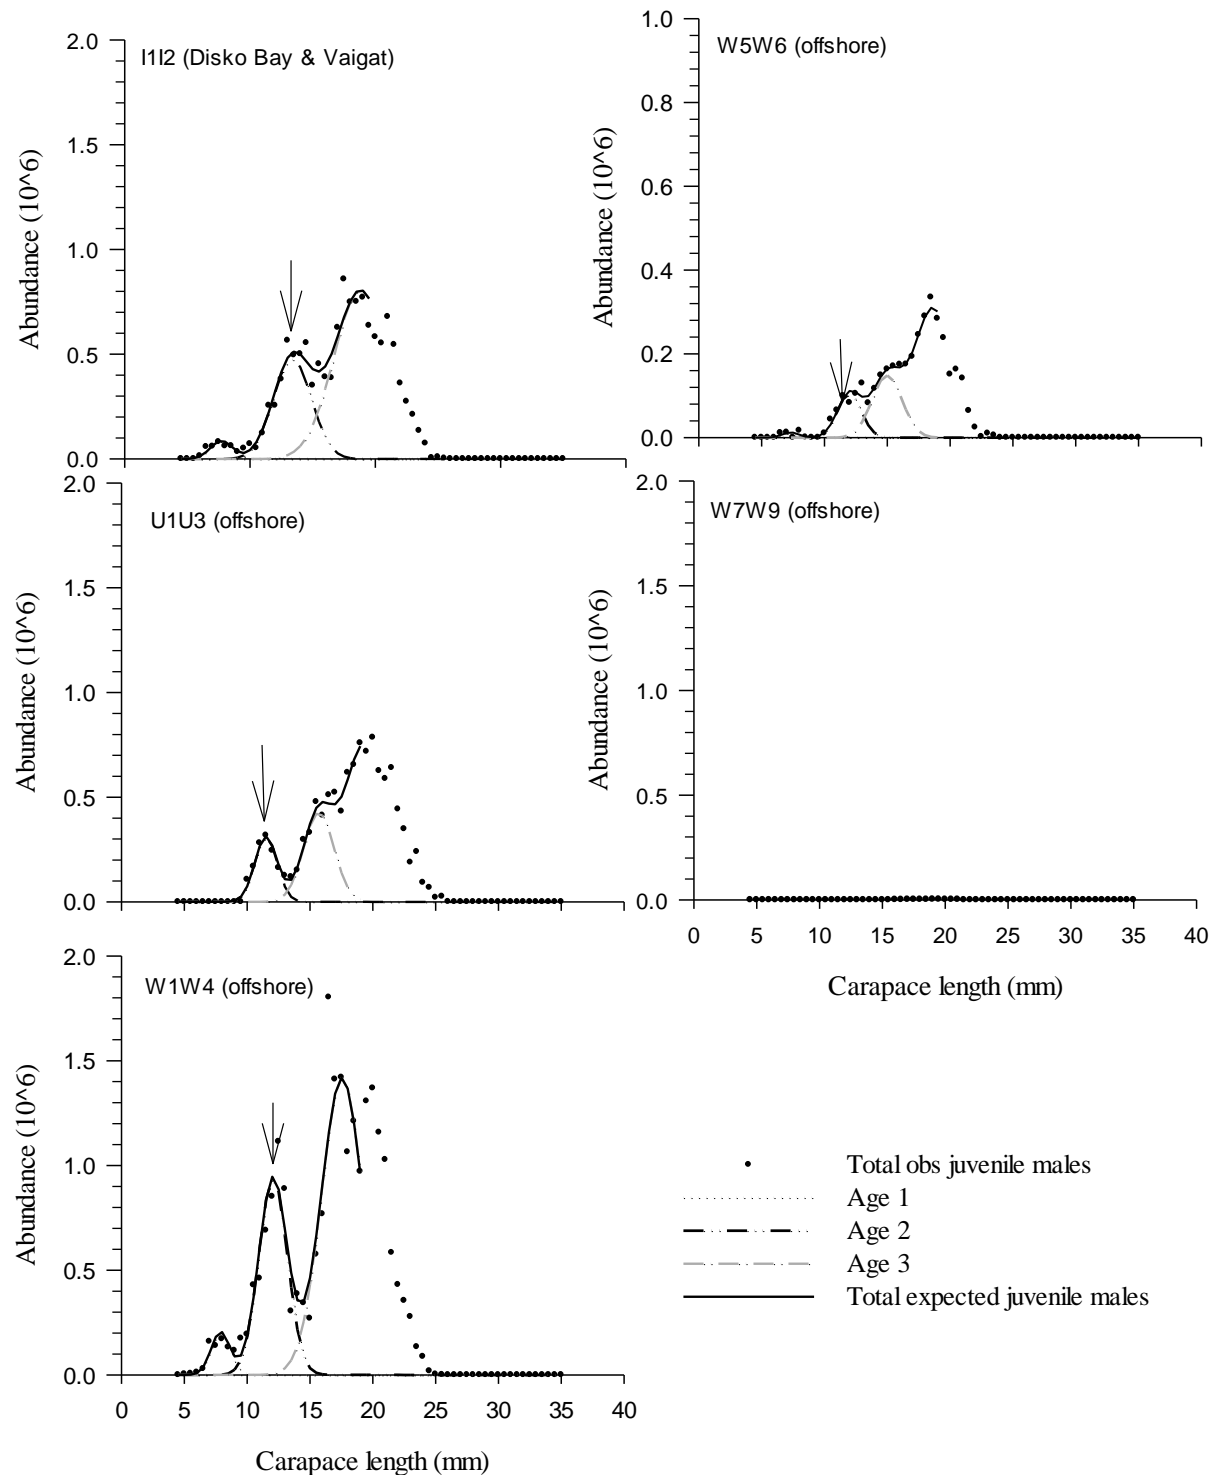 I1I2 (Disko Bay & Vaigat)
Abundance (10^6)
2.0
1.5
1.0
0.5
0.0
W5W6 (offshore)
Abundance (10^6)
1.0
0.8
0.6
0.4
0.2
0.0
U1U3 (offshore)
Abundance (10^6)
2.0
1.5
1.0
0.5
0.0
W7W9 (offshore)
Abundance (10^6)
2.0
1.5
1.0
0.5
0.0
0 5 10 15 20 25 30 35 40
Carapace length (mm)
W1W4 (offshore)
Abundance (10^6)
2.0
1.5
1.0
0.5
0.0
0 5 10 15 20 25 30 35 40
Carapace length (mm)
Total obs juvenile males
Age 1
Age 2
Age 3
Total expected juvenile males